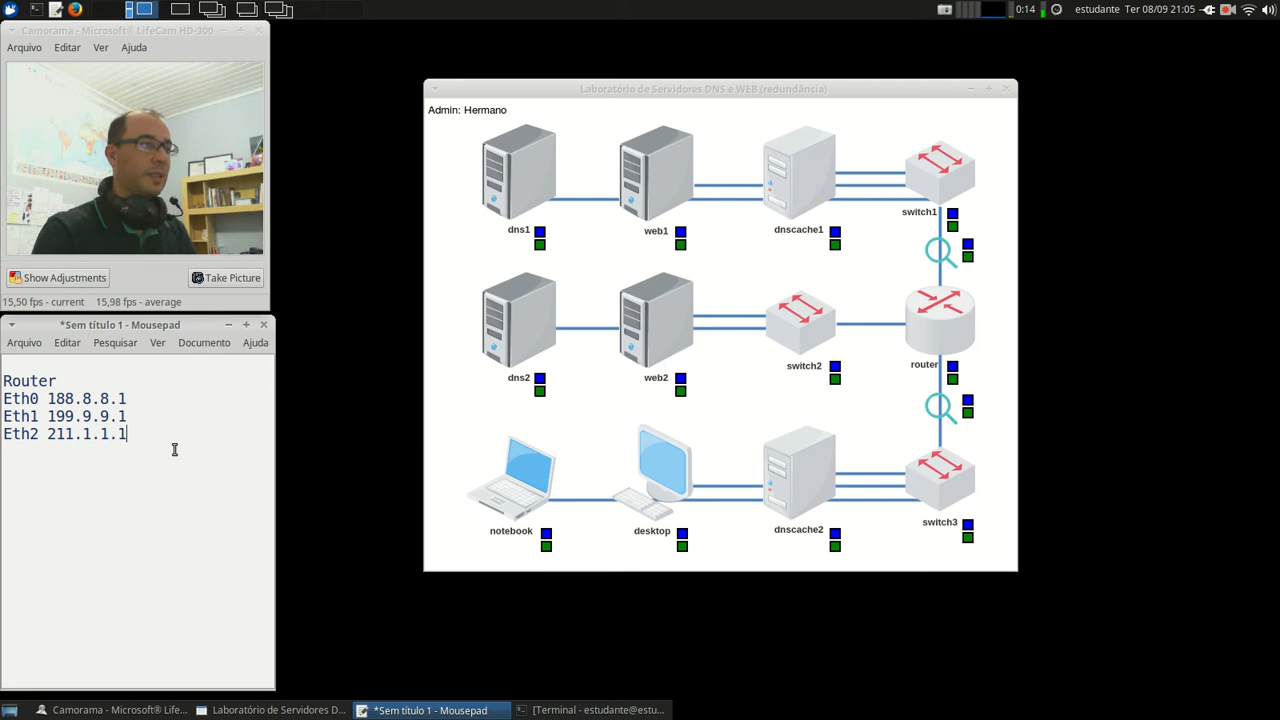 0:14
estudante Ter 08/09 21:05
Camorama - Microsoft® LifeCam HD-300
Arquivo Editar Ver Ajuda
Show Adjustments
Take Picture
15,50 fps - current 15,98 fps - average
*Sem título 1 - Mousepad
Arquivo Editar Pesquisar Ver Documento Ajuda
Router
Eth0 188.8.8.1
Eth1 199.9.9.1
Eth2 211.1.1.1
Laboratório de Servidores DNS e WEB (redundância)
Admin: Hermano
dns1
web1
dnscache1
switch1
dns2
web2
switch2
router
notebook
desktop
dnscache2
switch3
Camorama - Microsoft® Life...
Laboratório de Servidores D...
*Sem título 1 - Mousepad
[Terminal - estudante@estu...